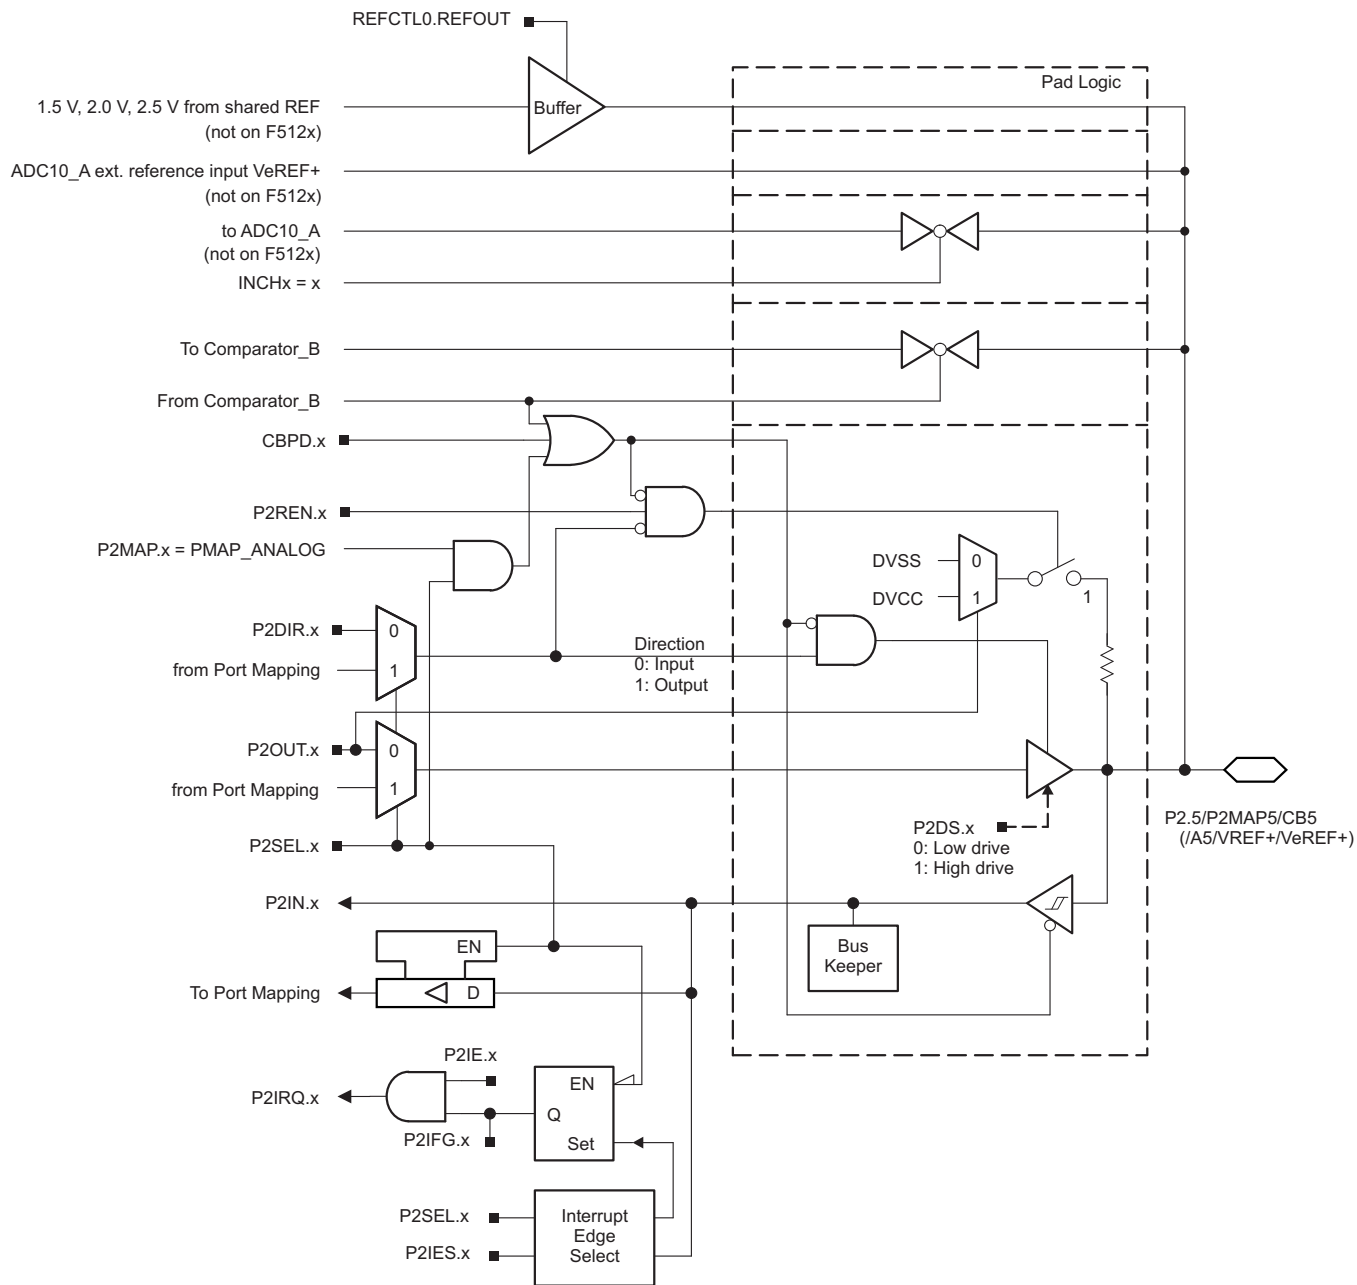 REFCTL0.REFOUT
Pad Logic
Buffer
1.5 V, 2.0 V, 2.5 V from shared REF
(not on F512x)
ADC10_A ext. reference input VeREF+
(not on F512x)
to ADC10_A
(not on F512x)
INCHx = x
To Comparator_B
From Comparator_B
CBPD.x
P2REN.x
P2MAP.x = PMAP_ANALOG
DVSS
0
DVCC
1
1
P2DIR.x
0
from Port Mapping
1
Direction
0: Input
1: Output
P2OUT.x
0
from Port Mapping
1
P2SEL.x
P2DS.x
0: Low drive
1: High drive
P2.5/P2MAP5/CB5
(/A5/VREF+/VeREF+)
P2IN.x
Bus
Keeper
EN
To Port Mapping
D
P2IE.x
P2IRQ.x
EN
Q
P2IFG.x
Set
P2SEL.x
P2IES.x
Interrupt
Edge
Select